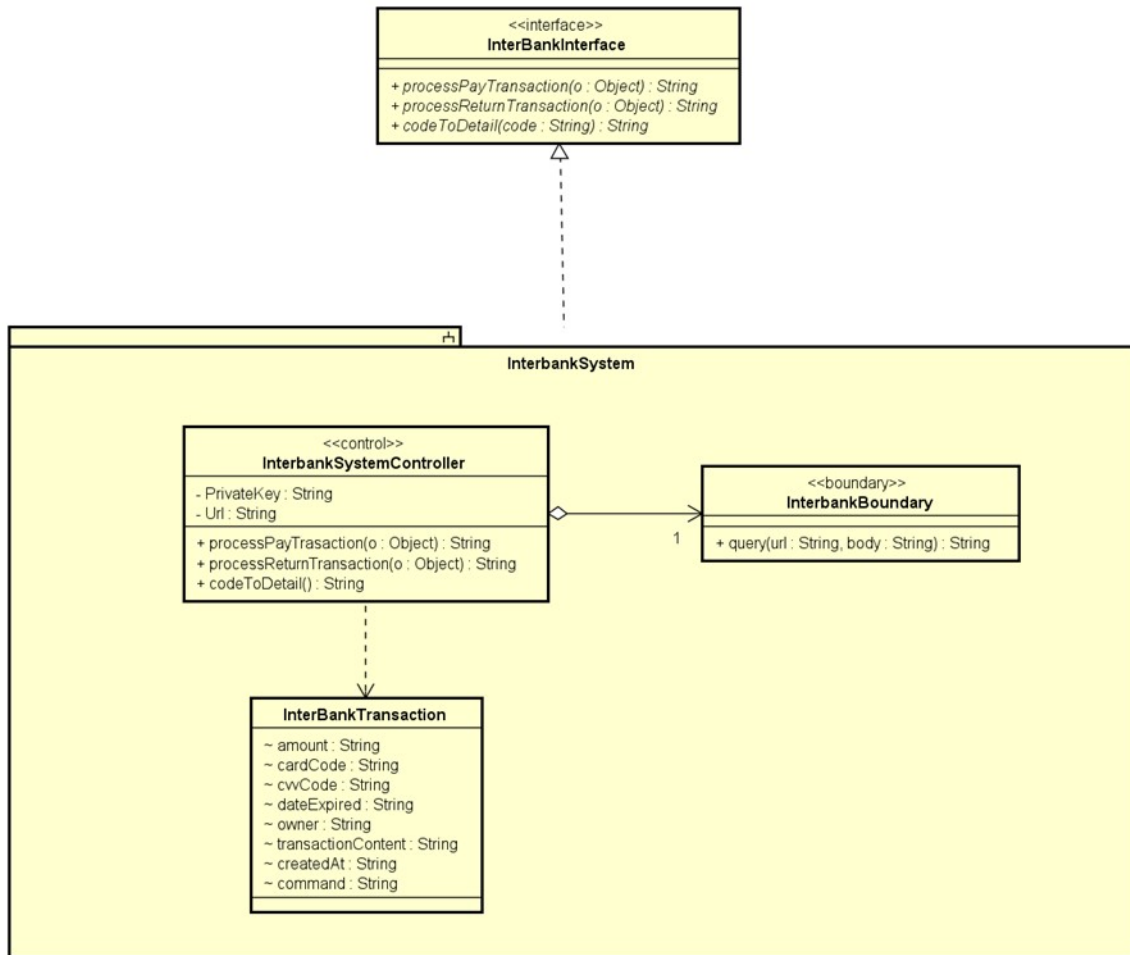 <<interface>>
InterBankInterface
+ processPayTransaction(o : Object) : String
+ processReturnTransaction(o : Object) : String
+ codeToDetail(code : String) : String
InterbankSystem
<<control>>
InterbankSystemController
- PrivateKey : String
- Url : String
+ processPayTrasaction(o : Object) : String
+ processReturnTransaction(o : Object) : String
+ codeToDetail() : String
1
<<boundary>>
InterbankBoundary
+ query(url : String, body : String) : String
InterBankTransaction
~ amount : String
~ cardCode : String
~ cvvCode : String
~ dateExpired : String
~ owner : String
~ transactionContent : String
~ createdAt : String
~ command : String